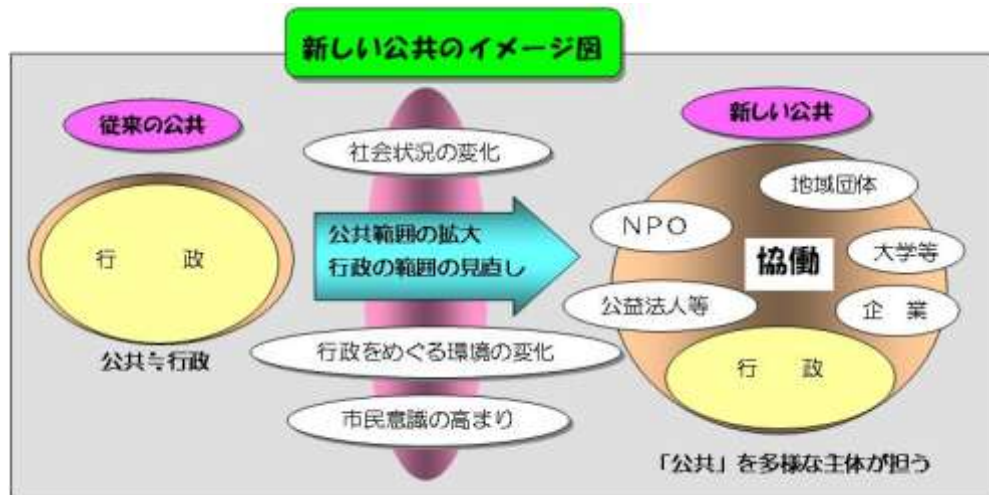 新しい公共のイメージ図
従来の公共
行　政
公共≒行政
社会状況の変化
公共範囲の拡大
行政の範囲の見直し
行政をめぐる環境の変化
市民意識の高まり
新しい公共
地域団体
NPO
協働
大学等
公益法人等
企　業
行　政
「公共」を多様な主体が担う